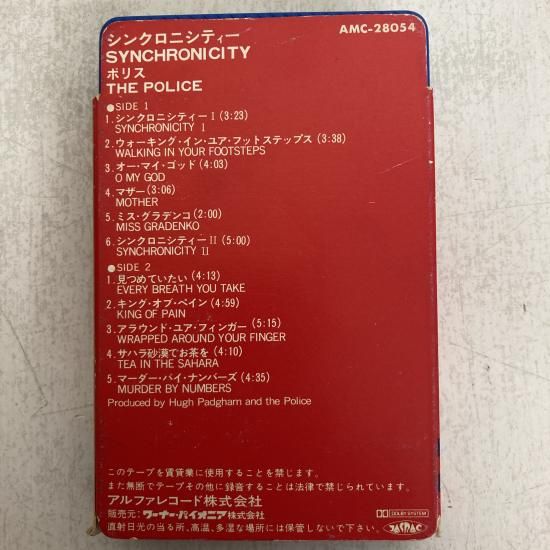 シンクロニシティー
AMC-28054
SYNCHRONICITY
ポリス
THE POLICE
●SIDE 1
1.シンクロニシティー I (3:23)
SYNCHRONICITY I
2.ウォーキング・イン・ユア・フットステップス (3:38)
WALKING IN YOUR FOOTSTEPS
3.オー・マイ・ゴッド (4:03)
O MY GOD
4.マザー (3:06)
MOTHER
5.ミス・グラデンコ (2:00)
MISS GRADENKO
6.シンクロニシティー II (5:00)
SYNCHRONICITY II
●SIDE 2
1.見つめていたい (4:13)
EVERY BREATH YOU TAKE
2.キング・オブ・ペイン (4:59)
KING OF PAIN
3.アラウンド・ユア・フィンガー (5:15)
WRAPPED AROUND YOUR FINGER
4.サハラ砂漠でお茶を (4:10)
TEA IN THE SAHARA
5.マーダー・バイ・ナンバーズ (4:35)
MURDER BY NUMBERS
Produced by Hugh Padgham and the Police
このテープを賃貸業に使用することを禁じます。
また無断でテープその他に録音することは法律で禁じられています。
アルファレコード株式会社
販売元:ワーナー・パイオニア株式会社
DOLBY SYSTEM
JASRAC
直射日光の当る所、高温、多湿な場所には保管しないで下さい。